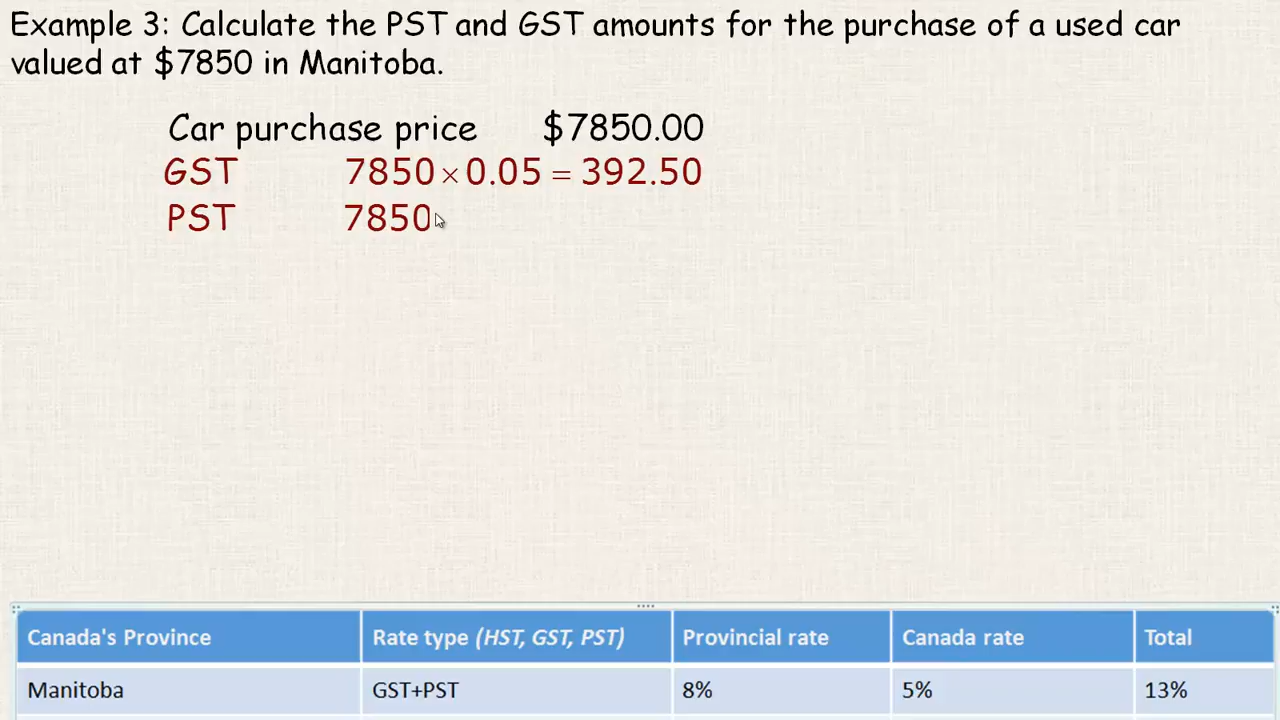 Example 3: Calculate the PST and GST amounts for the purchase of a used car
valued at $7850 in Manitoba.
Car purchase price $7850.00
GST 7850 × 0.05 = 392.50
PST 7850
Canada's Province Rate type (HST, GST, PST) Provincial rate Canada rate Total
Manitoba GST+PST 8% 5% 13%